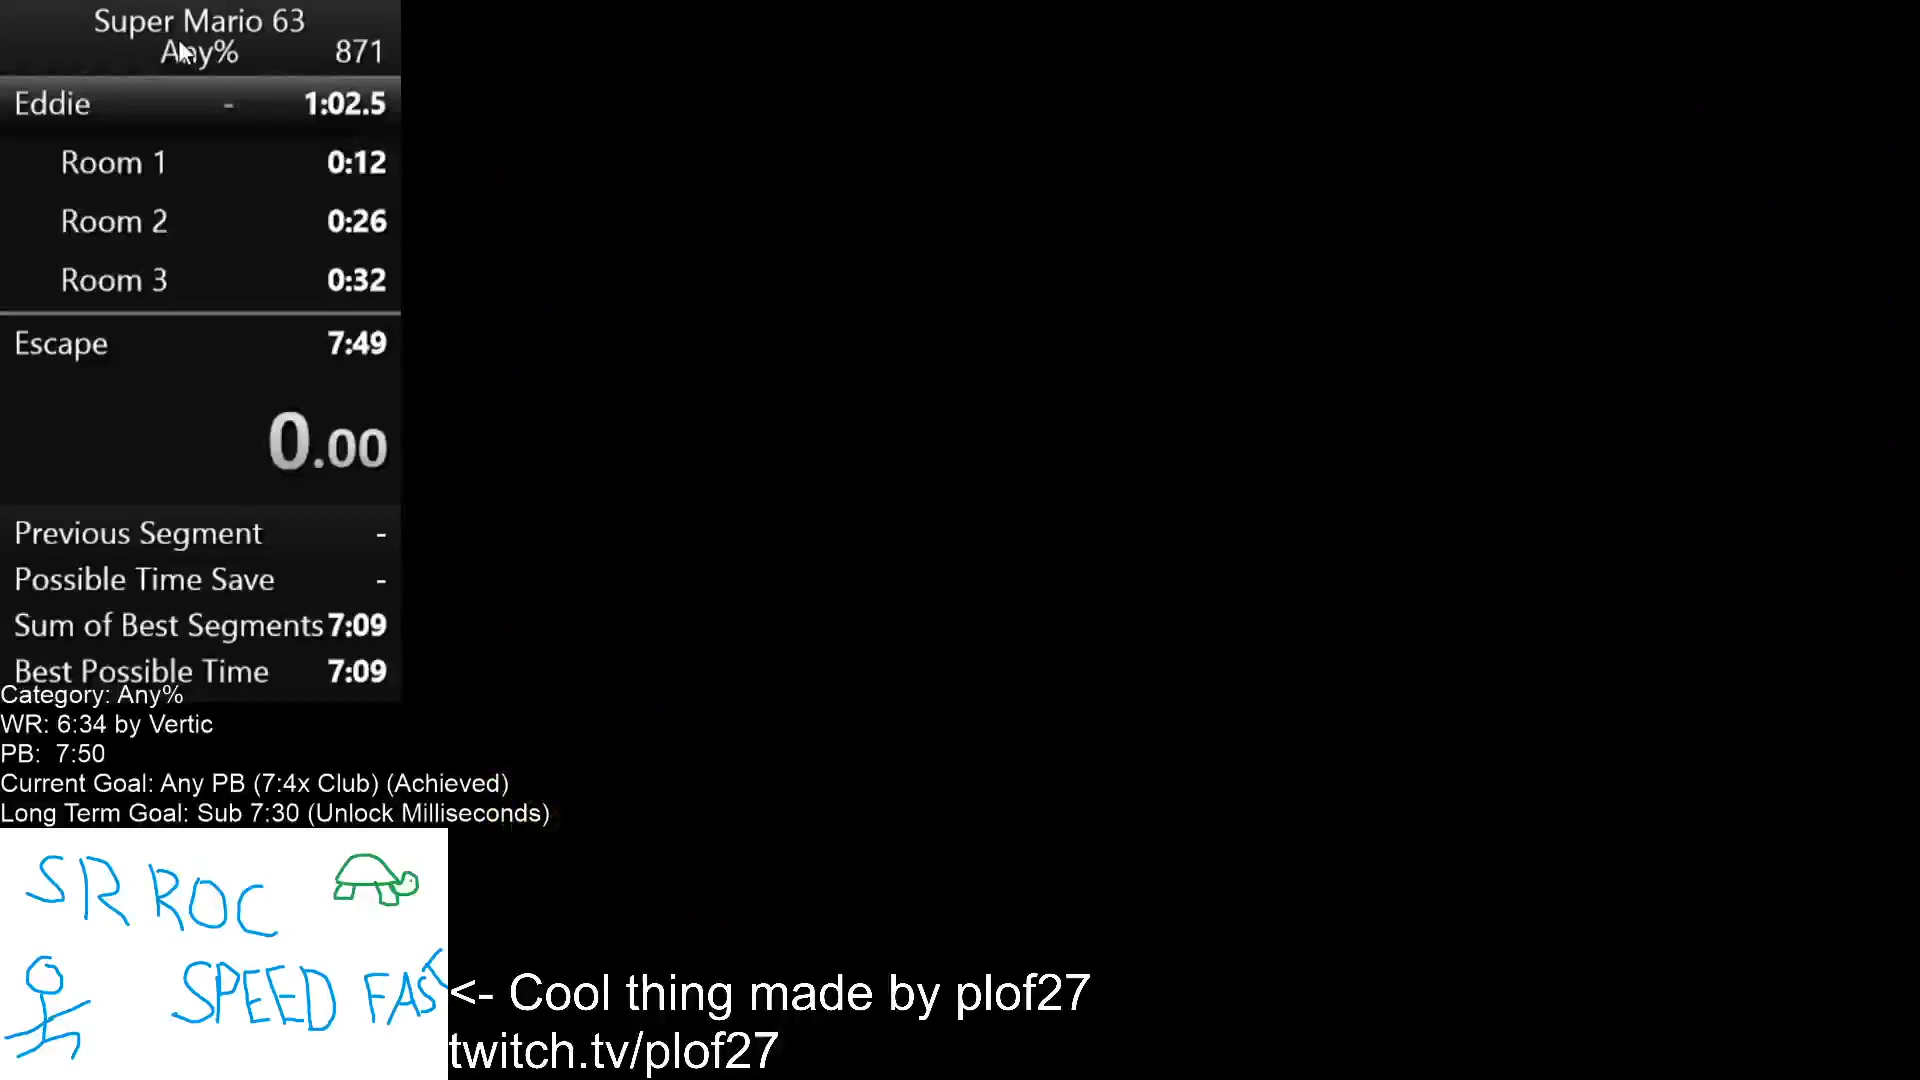 Super Mario 63
Any% 871
Eddie - 1:02.5
Room 1 0:12
Room 2 0:26
Room 3 0:32
Escape 7:49
0.00
Previous Segment -
Possible Time Save -
Sum of Best Segments 7:09
Best Possible Time 7:09
Category: Any%
WR: 6:34 by Vertic
PB: 7:50
Current Goal: Any PB (7:4x Club) (Achieved)
Long Term Goal: Sub 7:30 (Unlock Milliseconds)
SR ROC
SPEED FAST
<- Cool thing made by plof27
twitch.tv/plof27